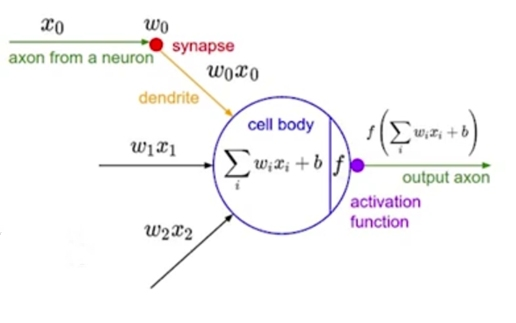 x₀
w₀
synapse
axon from a neuron
w₀x₀
dendrite
cell body
f(∑ᵢ wᵢxᵢ + b)
w₁x₁
∑ᵢ wᵢxᵢ + b
f
output axon
activation
function
w₂x₂